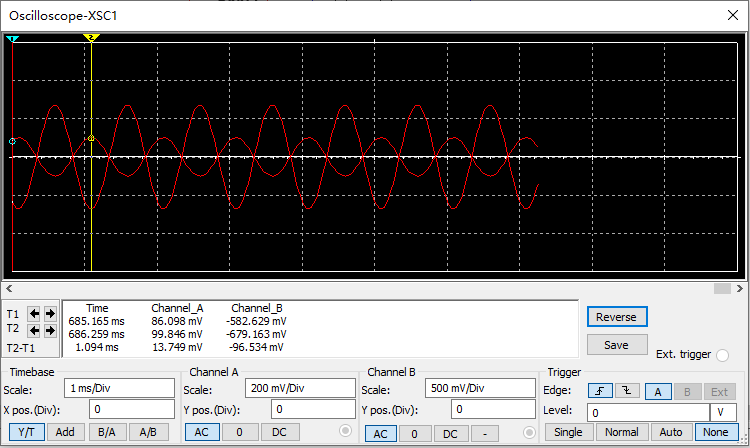 Oscilloscope-XSC1
1 2
T1 T2 T2-T1
Time Channel_A Channel_B
685.165 ms 86.098 mV -582.629 mV
686.259 ms 99.846 mV -679.163 mV
1.094 ms 13.749 mV -96.534 mV
Reverse
Save
Ext. trigger
Timebase
Scale: 1 ms/Div
X pos.(Div): 0
Y/T Add B/A A/B
Channel A
Scale: 200 mV/Div
Y pos.(Div): 0
AC 0 DC
Channel B
Scale: 500 mV/Div
Y pos.(Div): 0
AC 0 DC -
Trigger
Edge: A B Ext
Level: 0 V
Single Normal Auto None